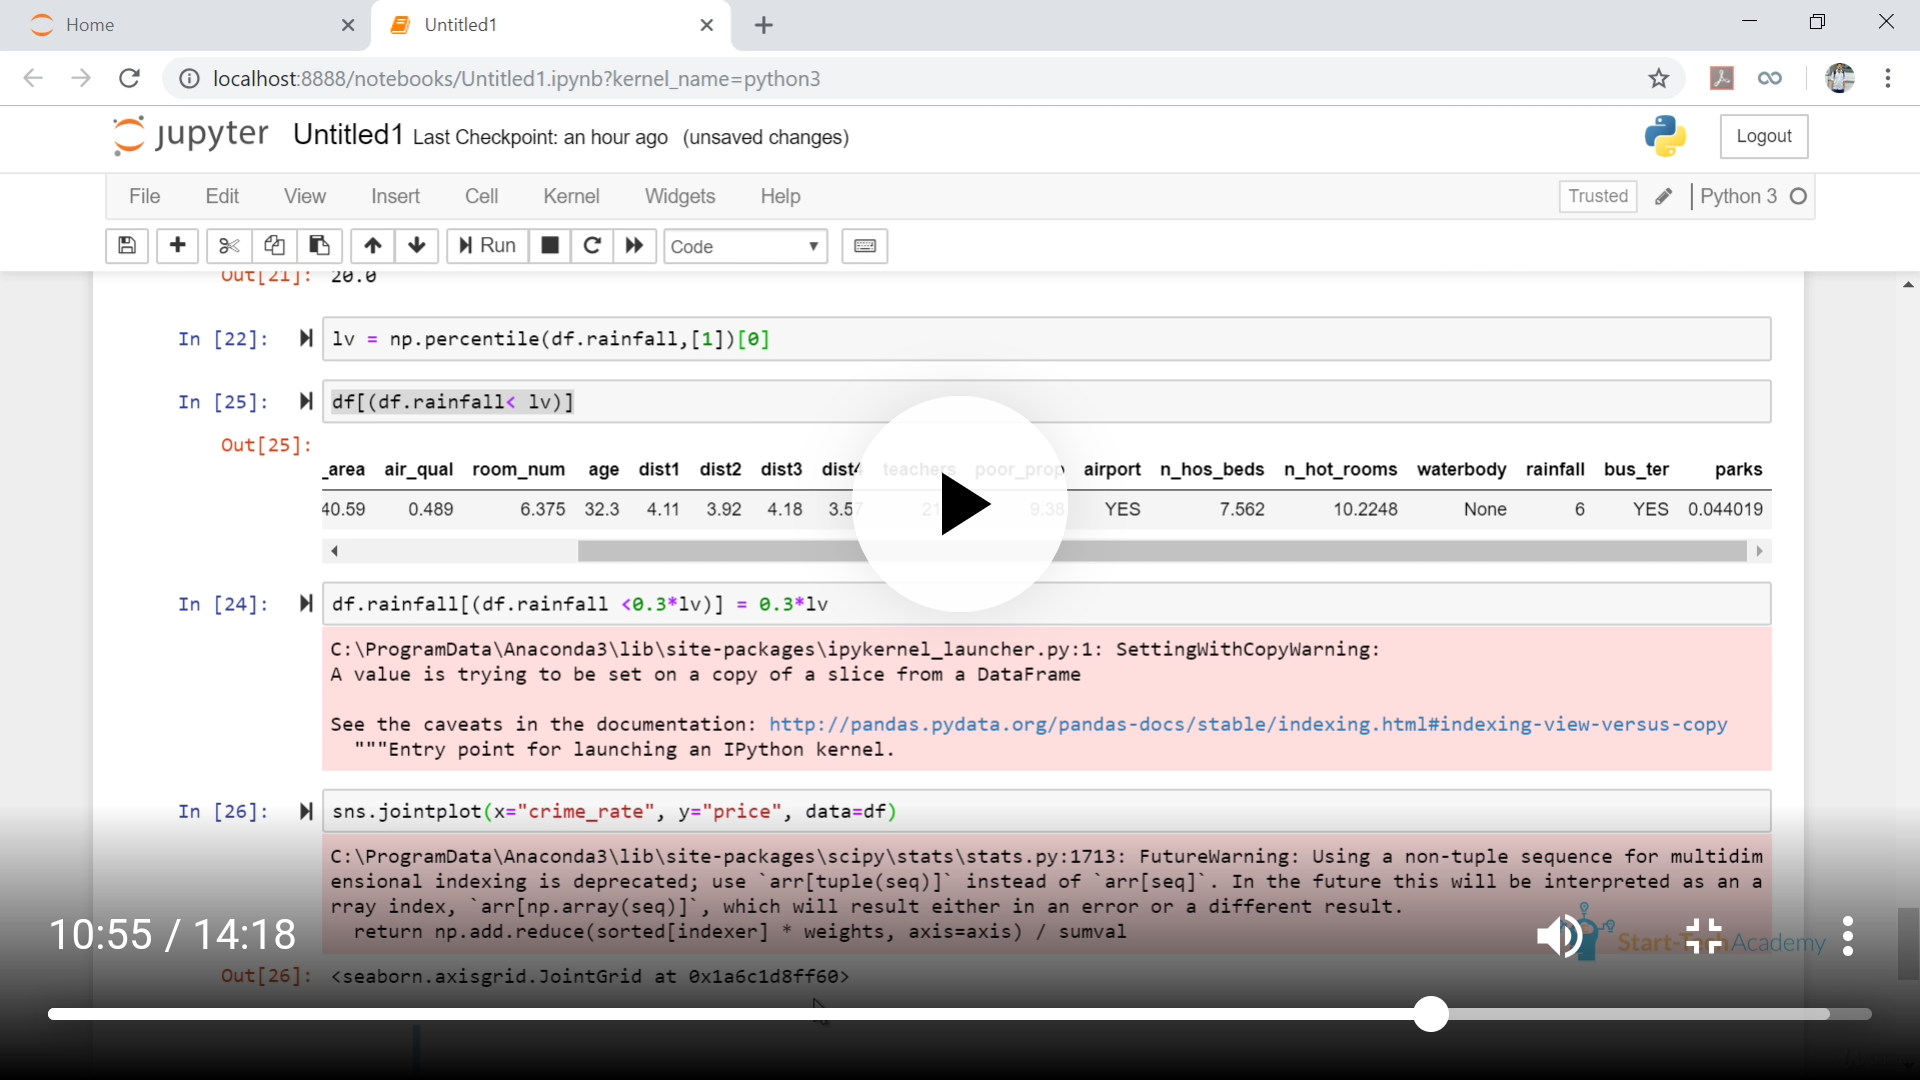 Home
Untitled1
localhost:8888/notebooks/Untitled1.ipynb?kernel_name=python3
jupyter Untitled1 Last Checkpoint: an hour ago (unsaved changes)
Logout
File Edit View Insert Cell Kernel Widgets Help
Trusted
Python 3
Run
Code
Out[21]: 20.0
In [22]: lv = np.percentile(df.rainfall,[1])[0]
In [25]: df[(df.rainfall< lv)]
Out[25]:
_area air_qual room_num age dist1 dist2 dist3 dist4 teachers poor_prop airport n_hos_beds n_hot_rooms waterbody rainfall bus_ter parks
40.59 0.489 6.375 32.3 4.11 3.92 4.18 3.57 9.38 YES 7.562 10.2248 None 6 YES 0.044019
In [24]: df.rainfall[(df.rainfall <0.3*lv)] = 0.3*lv
C:\ProgramData\Anaconda3\lib\site-packages\ipykernel_launcher.py:1: SettingWithCopyWarning:
A value is trying to be set on a copy of a slice from a DataFrame
See the caveats in the documentation: http://pandas.pydata.org/pandas-docs/stable/indexing.html#indexing-view-versus-copy
"""Entry point for launching an IPython kernel.
In [26]: sns.jointplot(x="crime_rate", y="price", data=df)
C:\ProgramData\Anaconda3\lib\site-packages\scipy\stats\stats.py:1713: FutureWarning: Using a non-tuple sequence for multidim
ensional indexing is deprecated; use `arr[tuple(seq)]` instead of `arr[seq]`. In the future this will be interpreted as an a
rray index, `arr[np.array(seq)]`, which will result either in an error or a different result.
return np.add.reduce(sorted[indexer] * weights, axis=axis) / sumval
10:55 / 14:18
Start-Tech Academy
Out[26]: <seaborn.axisgrid.JointGrid at 0x1a6c1d8ff60>